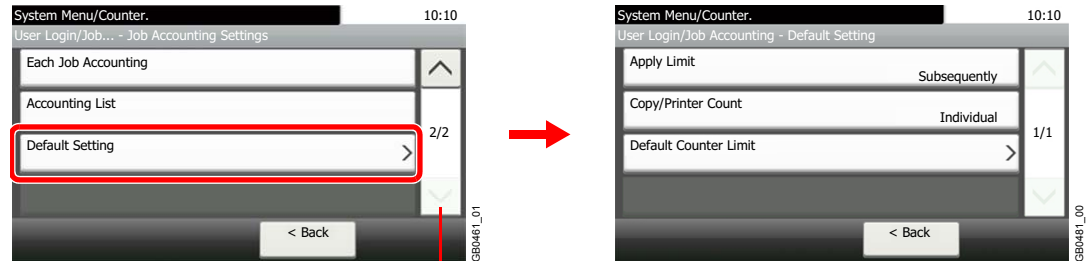 System Menu/Counter.
10:10
User Login/Job... - Job Accounting Settings
Each Job Accounting
Accounting List
2/2
Default Setting
< Back
GB0461_01
System Menu/Counter.
10:10
User Login/Job Accounting - Default Setting
Apply Limit
Subsequently
Copy/Printer Count
Individual
1/1
Default Counter Limit
< Back
GB0481_00